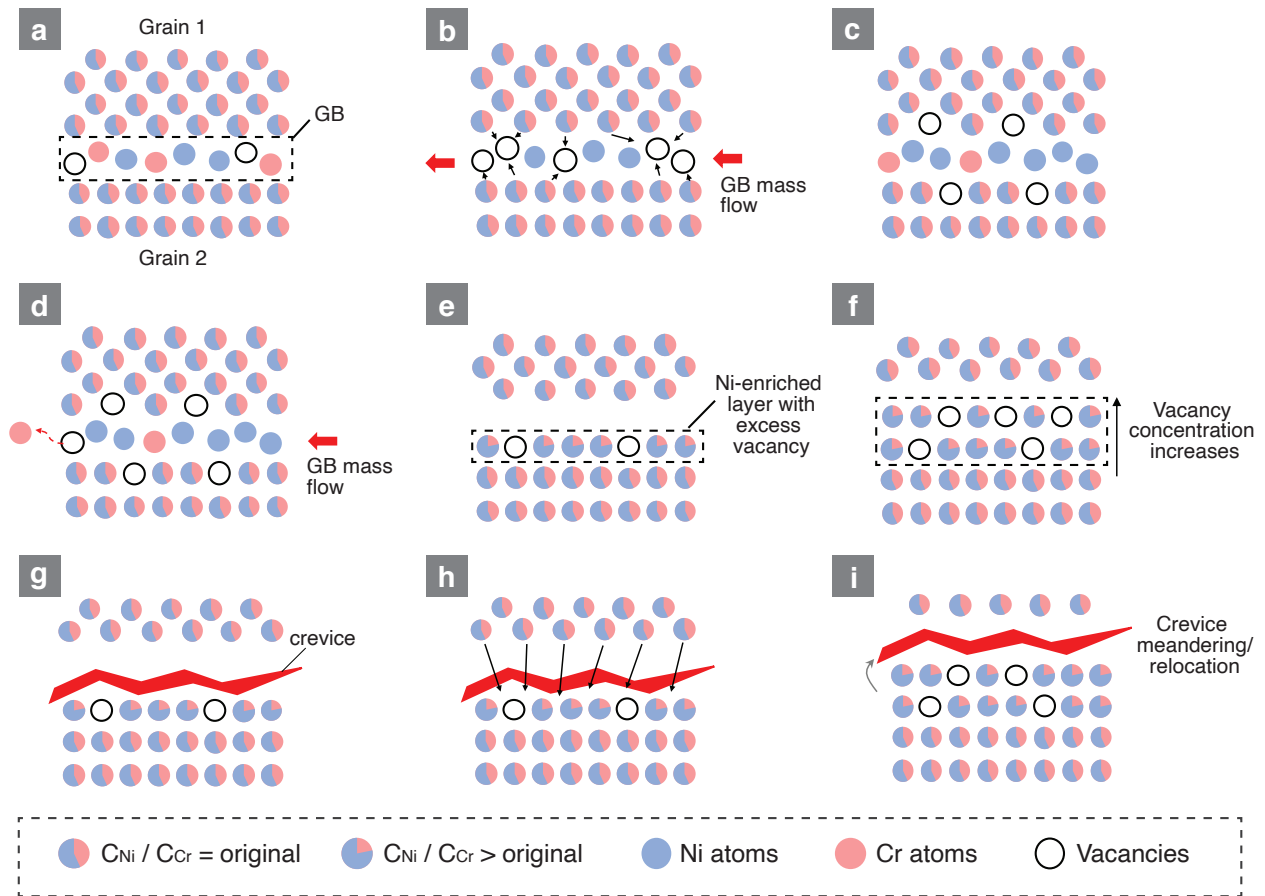 a
Grain 1
GB
Grain 2
b
GB mass
flow
c
d
GB mass
flow
e
Ni-enriched
layer with
excess
vacancy
f
Vacancy
concentration
increases
g
crevice
h
i
Crevice
meandering/
relocation
CNi / CCr = original
CNi / CCr > original
Ni atoms
Cr atoms
Vacancies